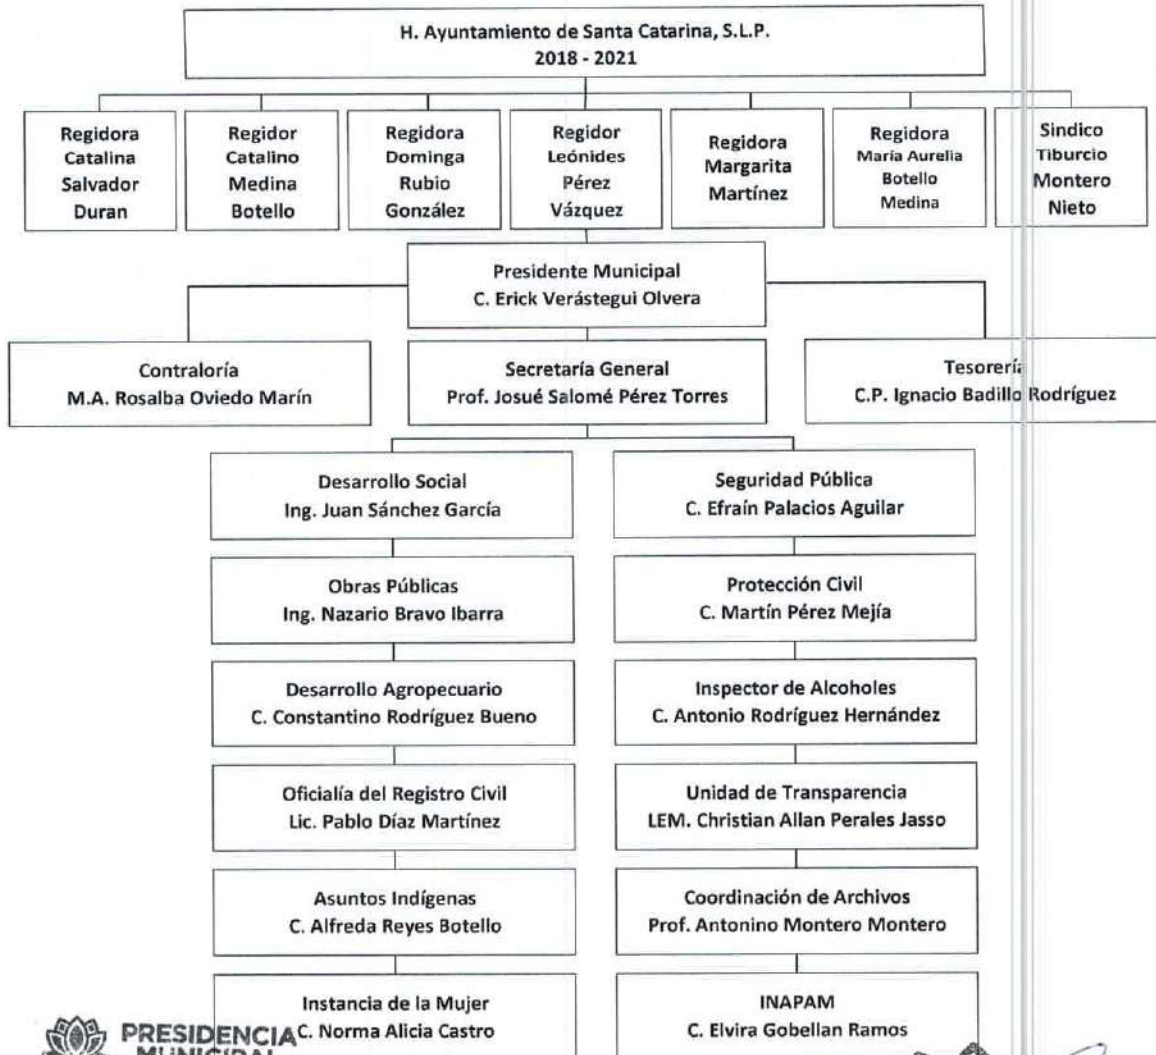 H. Ayuntamiento de Santa Catarina, S.L.P.
2018 - 2021
Regidora
Catalina
Salvador
Duran
Regidor
Catalino
Medina
Botello
Regidora
Dominga
Rubio
González
Regidor
Leónides
Pérez
Vázquez
Regidora
Margarita
Martínez
Regidora
María Aurelia
Botello
Medina
Sindico
Tiburcio
Montero
Nieto
Presidente Municipal
C. Erick Verástegui Olvera
Contraloría
M.A. Rosalba Oviedo Marín
Secretaría General
Prof. Josué Salomé Pérez Torres
Tesorería
C.P. Ignacio Badillo Rodríguez
Desarrollo Social
Ing. Juan Sánchez García
Seguridad Pública
C. Efraín Palacios Aguilar
Obras Públicas
Ing. Nazario Bravo Ibarra
Protección Civil
C. Martín Pérez Mejía
Desarrollo Agropecuario
C. Constantino Rodríguez Bueno
Inspector de Alcoholes
C. Antonio Rodríguez Hernández
Oficialía del Registro Civil
Lic. Pablo Díaz Martínez
Unidad de Transparencia
LEM. Christian Allan Perales Jasso
Asuntos Indígenas
C. Alfreda Reyes Botello
Coordinación de Archivos
Prof. Antonino Montero Montero
Instancia de la Mujer
C. Norma Alicia Castro
INAPAM
C. Elvira Gobellan Ramos
PRESIDENCIA
MUNICIPAL